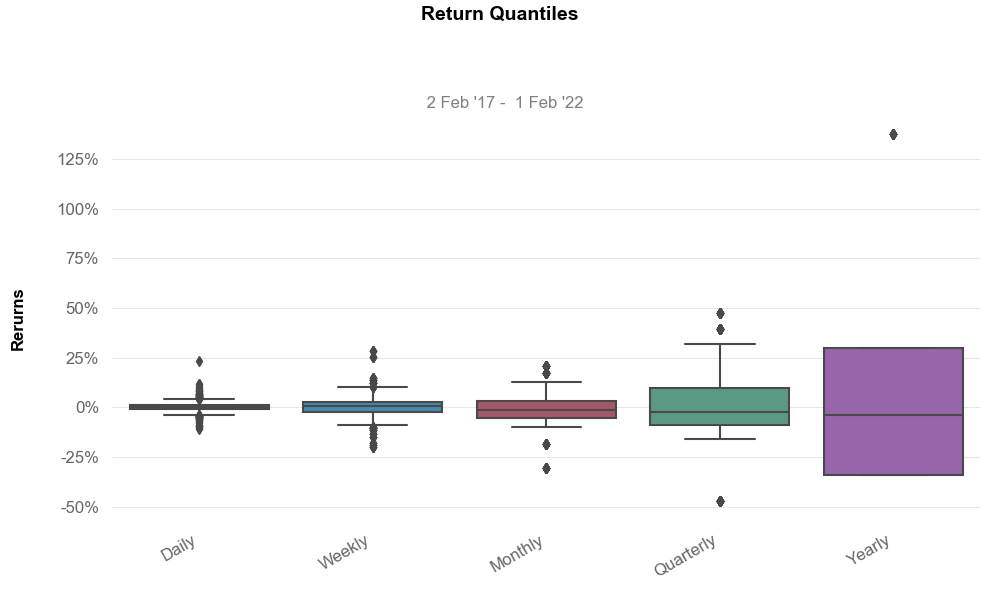 Return Quantiles
2 Feb '17 -  1 Feb '22
125%
100%
75%
50%
25%
0%
-25%
-50%
Rerurns
Daily
Weekly
Monthly
Quarterly
Yearly